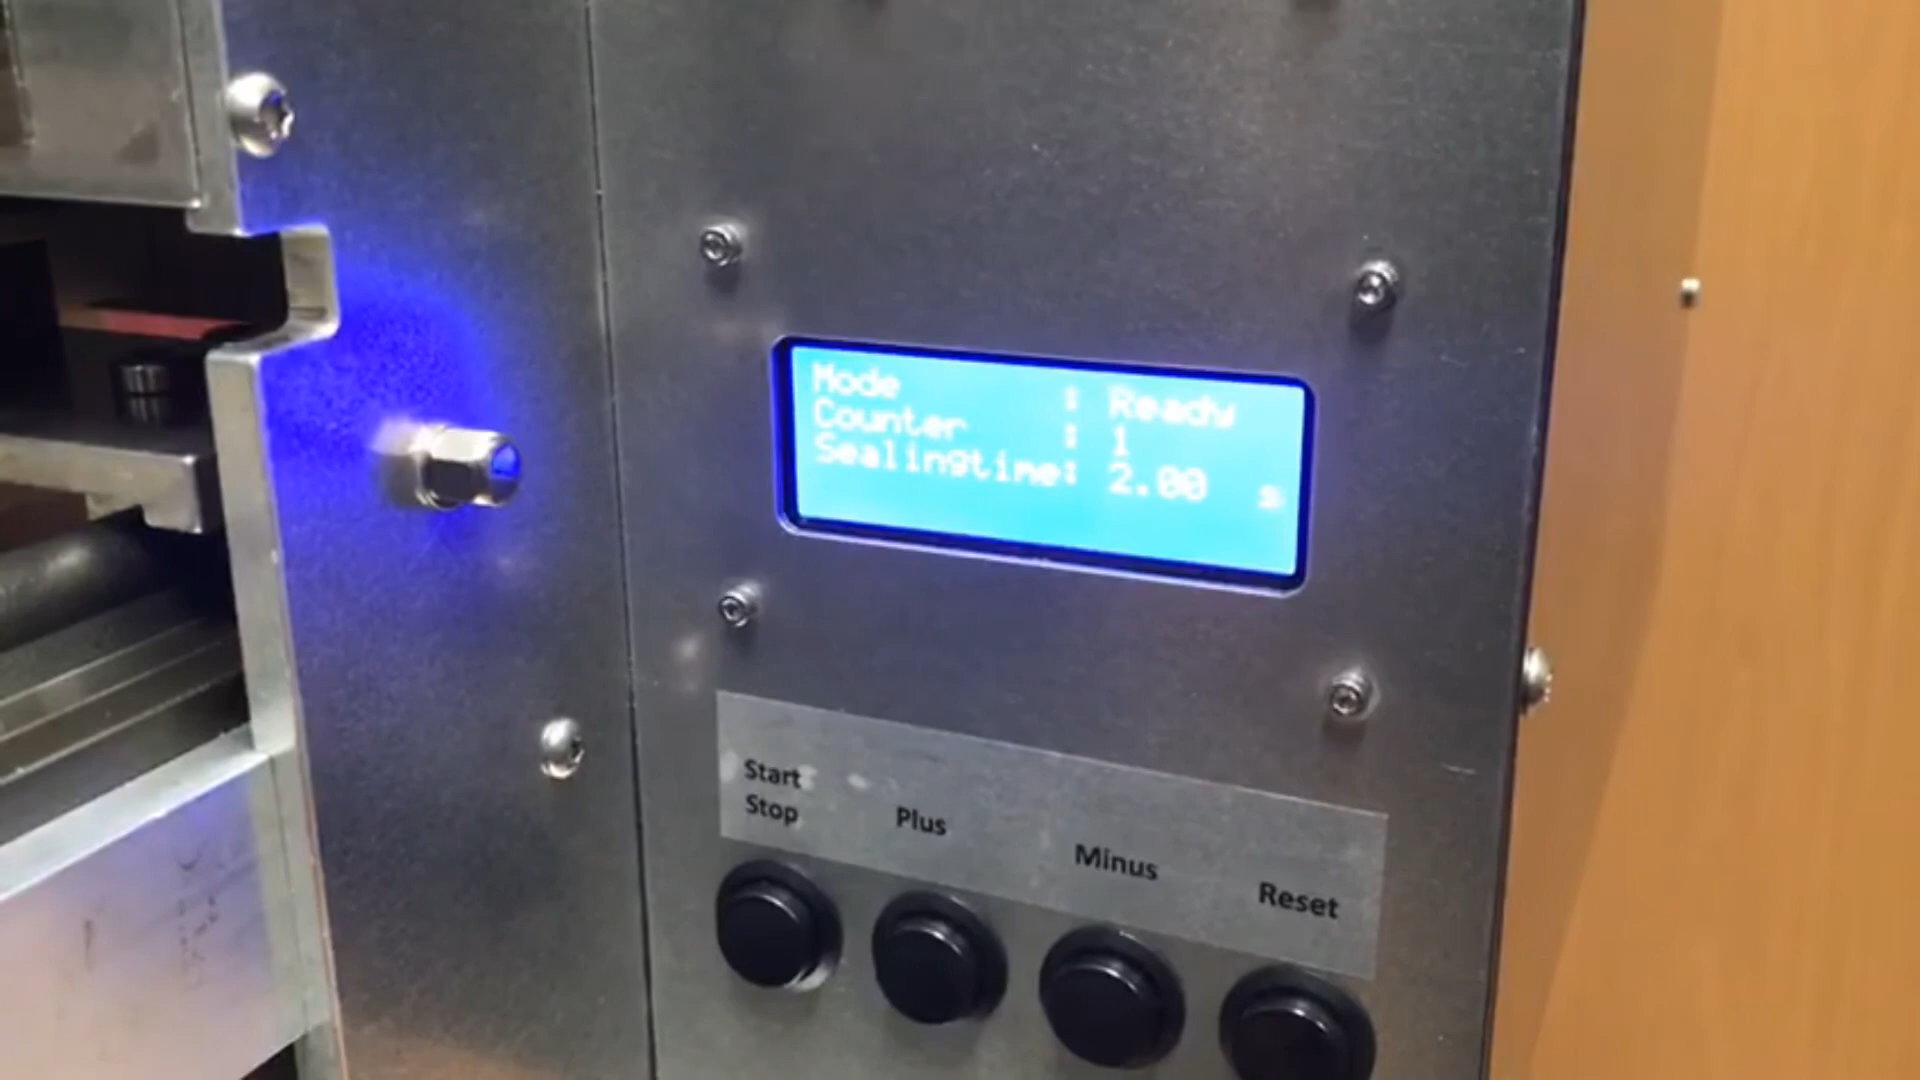 Mode : Ready
Counter : 1
Sealingtime: 2.00 s
Start
Stop
Plus
Minus
Reset